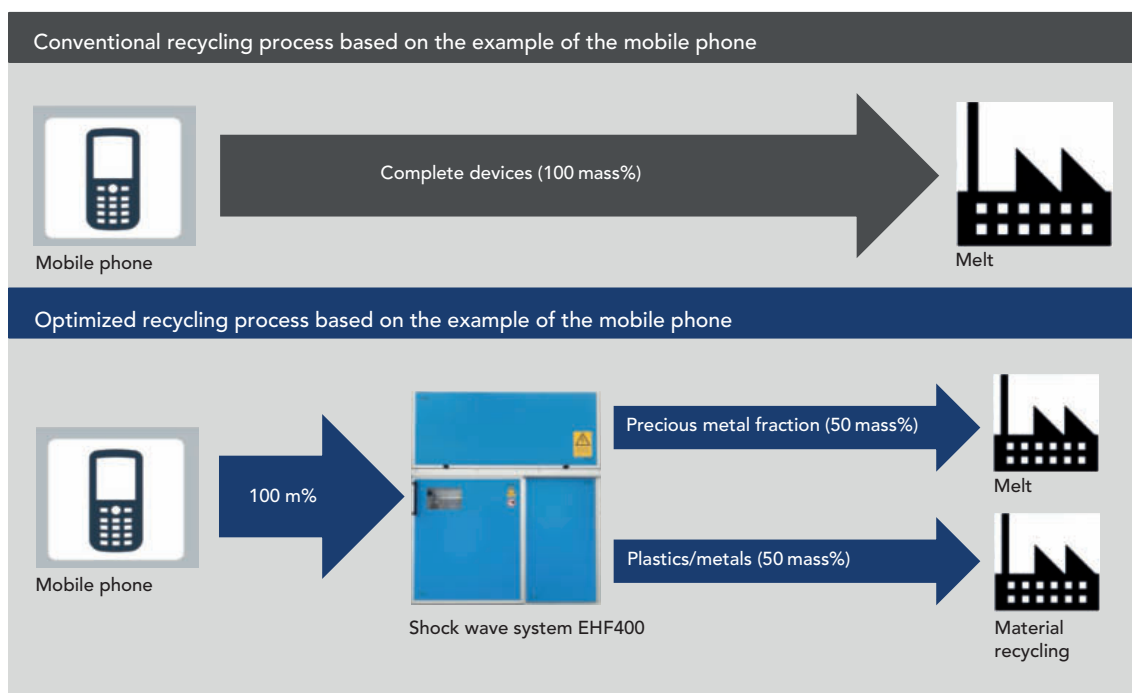 Conventional recycling process based on the example of the mobile phone
Complete devices (100 mass%)
Mobile phone
Melt
Optimized recycling process based on the example of the mobile phone
100 m%
Precious metal fraction (50 mass%)
Melt
Plastics/metals (50 mass%)
Mobile phone
Shock wave system EHF400
Material
recycling